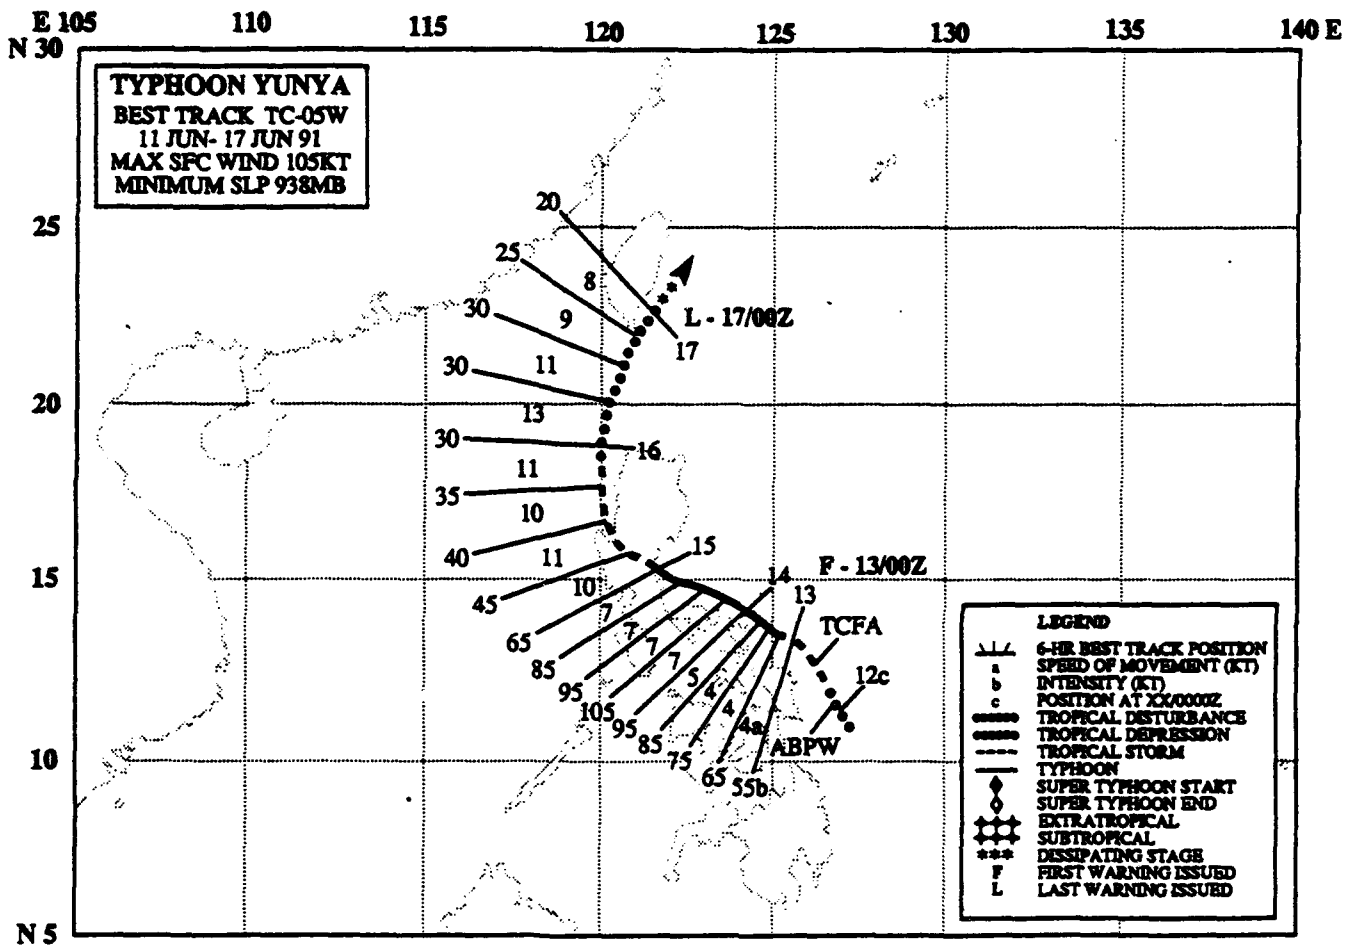 E 105 110 115 120 125 130 135 140 E
N 30
TYPHOON YUNYA
BEST TRACK TC-05W
11 JUN- 17 JUN 91
MAX SFC WIND 105KT
MINIMUM SLP 938MB
20
25
25
8
30
9
L - 17/00Z
17
30
11
20
13
30
16
11
35
10
40
11
15
15
10
F - 13/00Z
14
13
45
7
65
7
TCFA
85
7
7
12c
95
5
105
4
95
4
4a
85
ABPW
75
10
65
55b
LEGEND
6-HR BEST TRACK POSITION
a SPEED OF MOVEMENT (KT)
b INTENSITY (KT)
c POSITION AT XX/0000Z
TROPICAL DISTURBANCE
TROPICAL DEPRESSION
TROPICAL STORM
TYPHOON
SUPER TYPHOON START
SUPER TYPHOON END
EXTRATROPICAL
SUBTROPICAL
*** DISSIPATING STAGE
F FIRST WARNING ISSUED
L LAST WARNING ISSUED
N 5